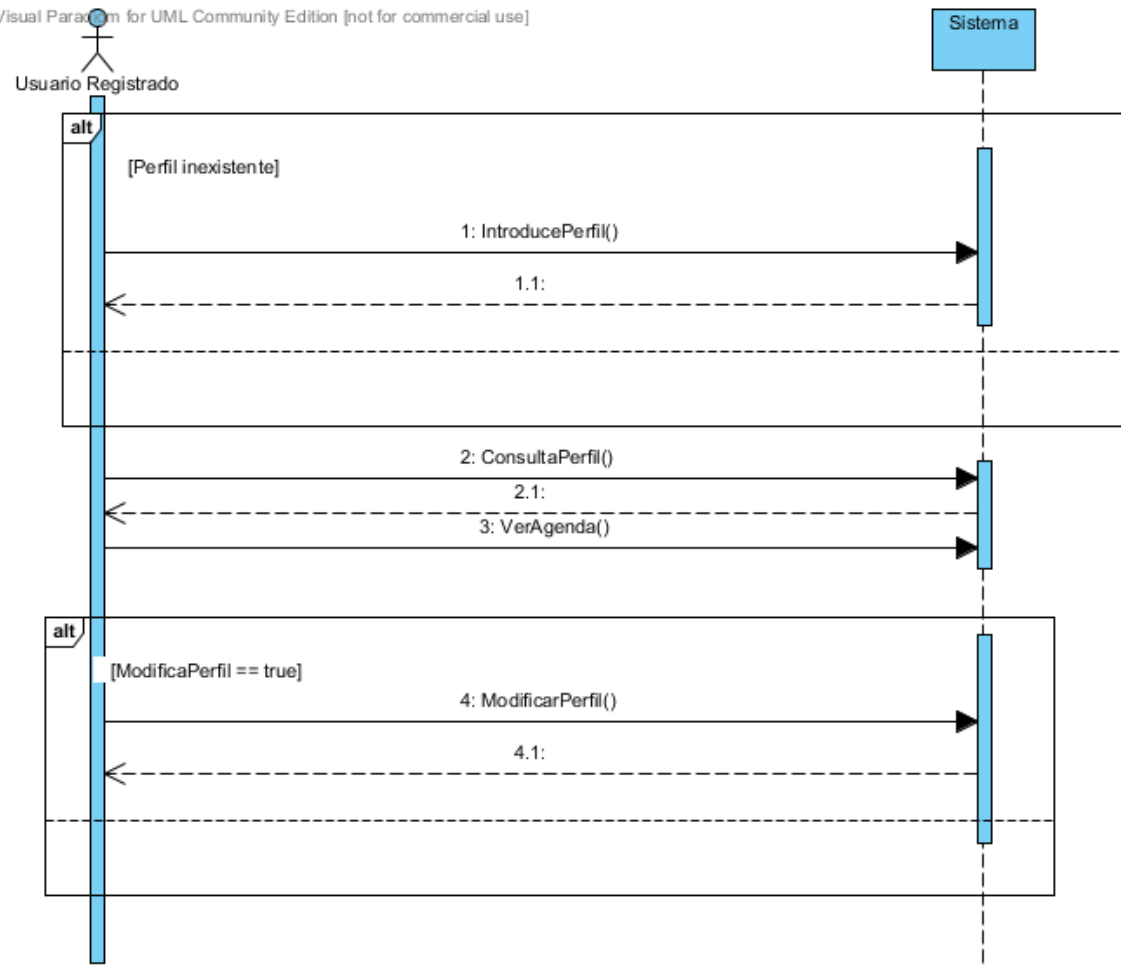 Visual Paradigm for UML Community Edition [not for commercial use]
Sistema
Usuario Registrado
alt
[Perfil inexistente]
1: IntroducePerfil()
1.1:
2: ConsultaPerfil()
2.1:
3: VerAgenda()
alt
[ModificaPerfil == true]
4: ModificarPerfil()
4.1: